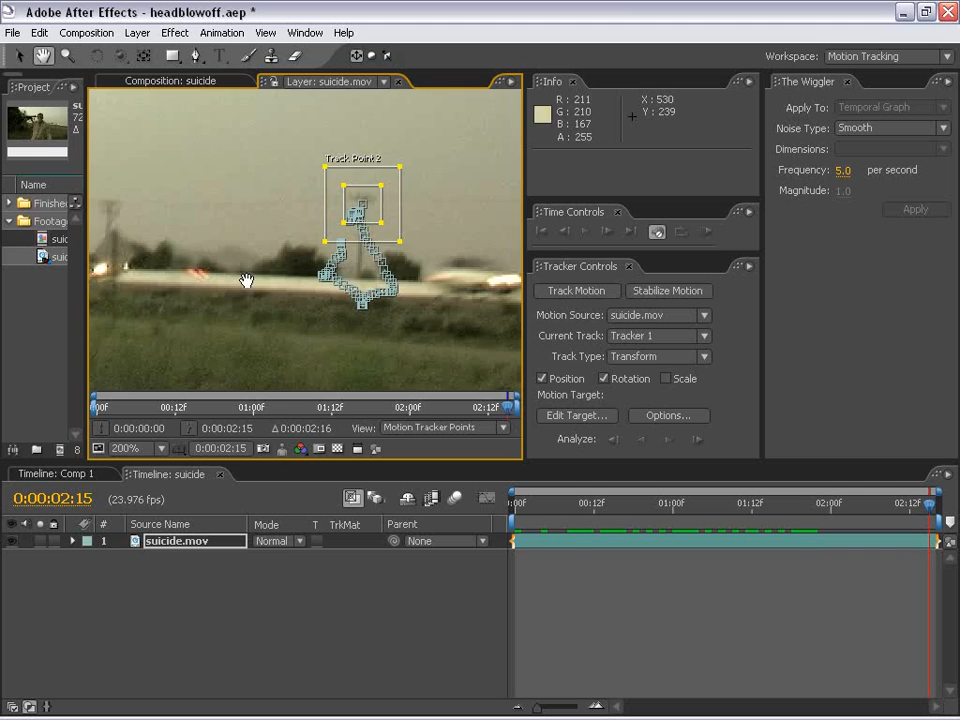 Adobe After Effects - headblowoff.aep *
File Edit Composition Layer Effect Animation View Window Help
Workspace: Motion Tracking
Project
Composition: suicide
Layer: suicide.mov
Info
The Wiggler
R : 211
G : 210
B : 167
A : 255
X : 530
Y : 239
Apply To: Temporal Graph
Noise Type: Smooth
Dimensions:
Frequency: 5.0 per second
Magnitude: 1.0
Apply
Track Point 2
Name
Finishe
Footag
suic
suic
Time Controls
Tracker Controls
Track Motion Stabilize Motion
Motion Source: suicide.mov
Current Track: Tracker 1
Track Type: Transform
Position Rotation Scale
Motion Target:
Edit Target... Options...
Analyze:
00f 00:12f 01:00f 01:12f 02:00f 02:12f
0:00:00:00 0:00:02:15 Δ 0:00:02:16 View: Motion Tracker Points
8 200% 0:00:02:15
Timeline: Comp 1 Timeline: suicide
0:00:02:15 (23.976 fps)
:00f 00:12f 01:00f 01:12f 02:00f 02:12f
# Source Name Mode T TrkMat Parent
1 suicide.mov Normal None